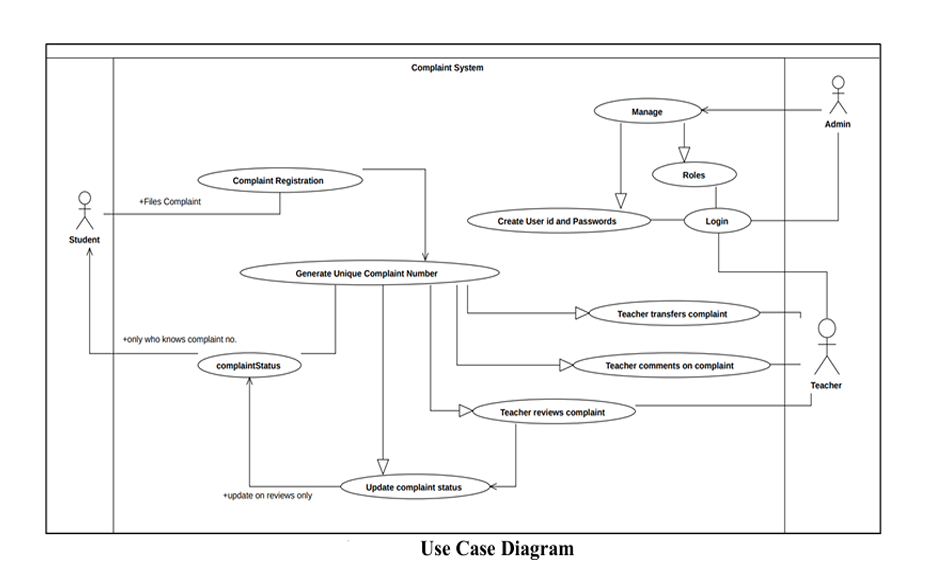 Complaint System
Manage
Admin
Complaint Registration
Roles
+Files Complaint
Create User id and Passwords
Login
Student
Generate Unique Complaint Number
Teacher transfers complaint
+only who knows complaint no.
complaintStatus
Teacher comments on complaint
Teacher
Teacher reviews complaint
Update complaint status
+update on reviews only
Use Case Diagram